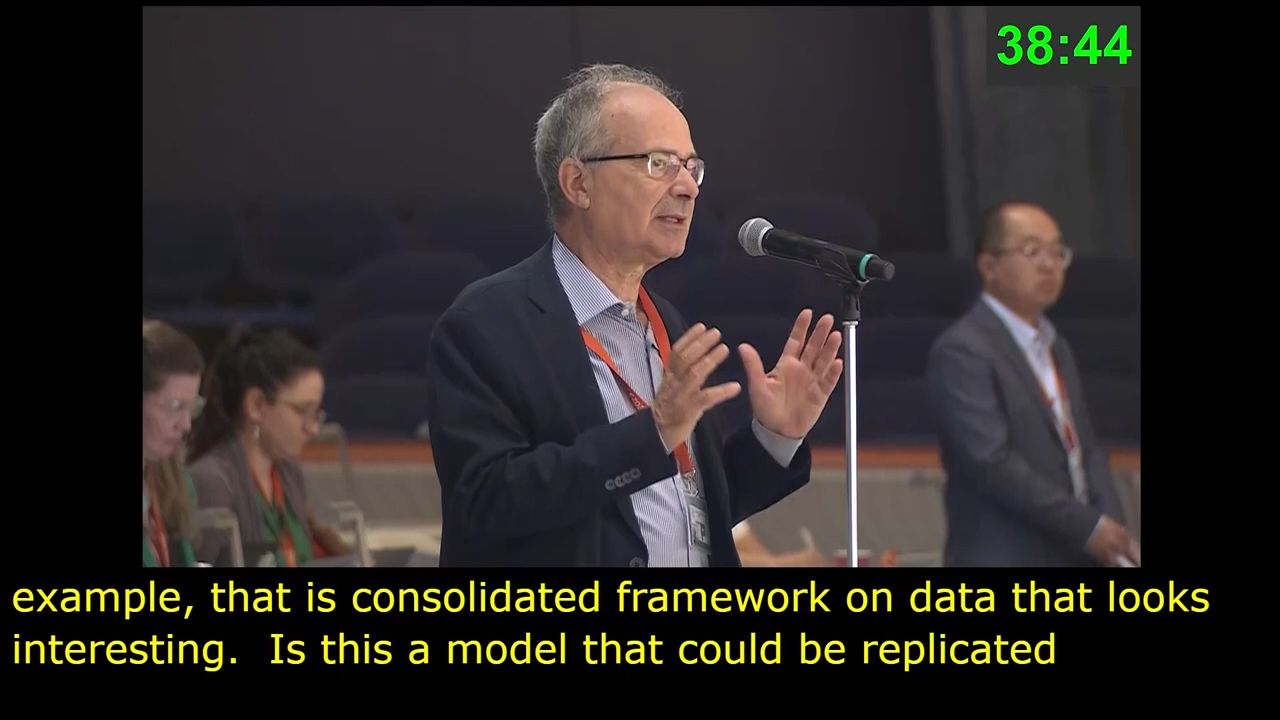 38:44
example, that is consolidated framework on data that looks
interesting.  Is this a model that could be replicated